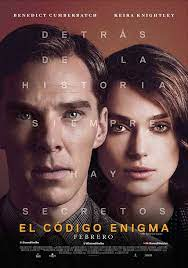 BENEDICT CUMBERBATCH KEIRA KNIGHTLEY
DETRÁS
DE LA
HISTORIA
SIEMPRE
HAY
SECRETOS
EL CÓDIGO ENIGMA
FEBRERO